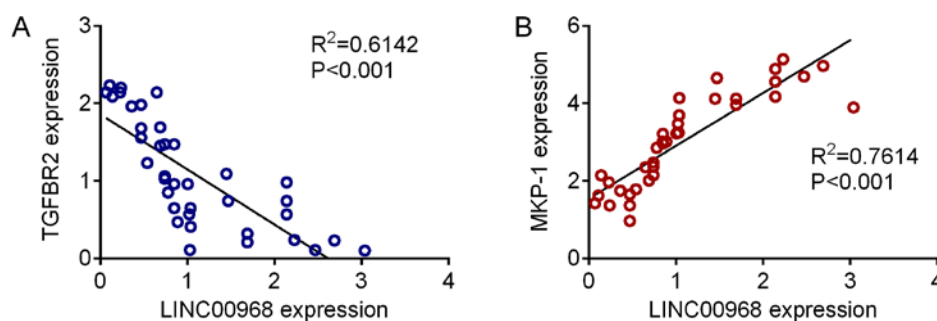 A
TGFBR2 expression
3
2
1
0
R²=0.6142
P<0.001
0 1 2 3 4
LINC00968 expression
B
MKP-1 expression
6
4
2
0
R²=0.7614
P<0.001
0 1 2 3 4
LINC00968 expression